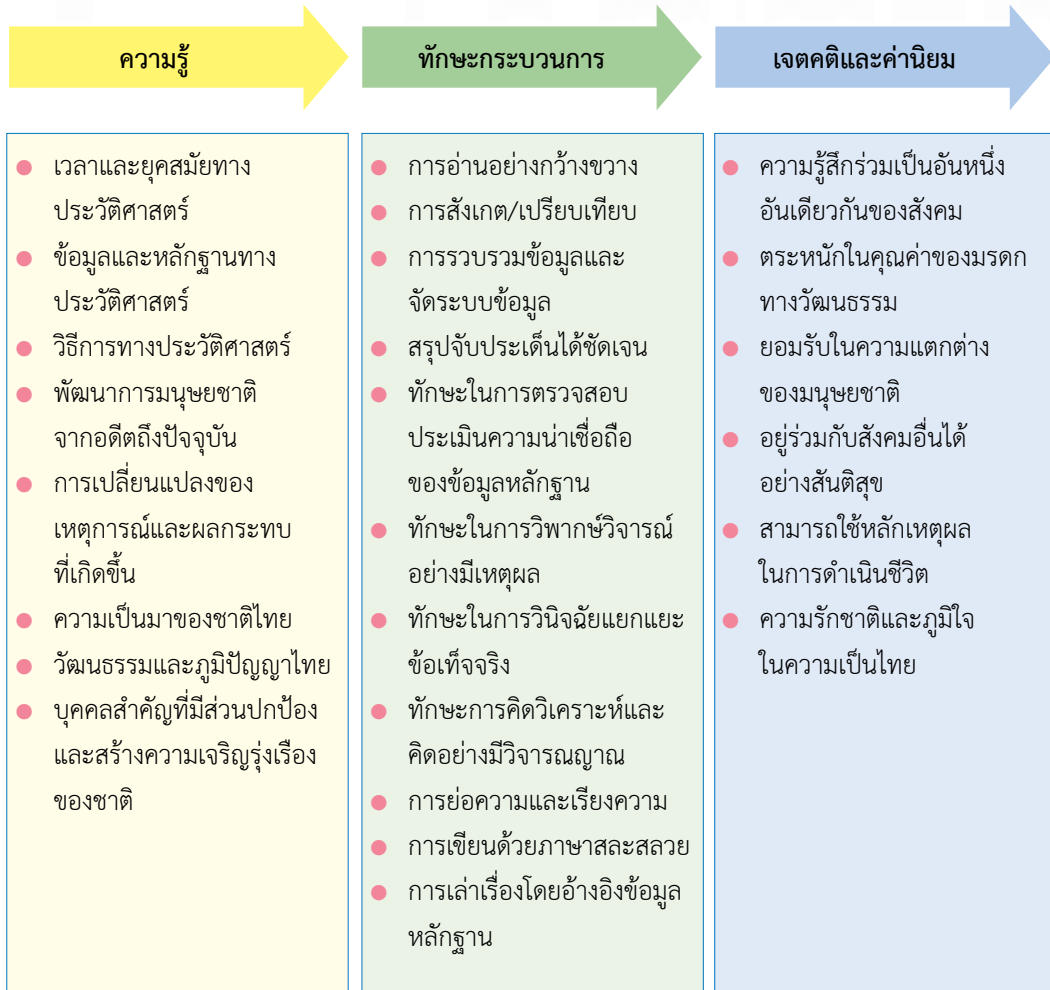 ความรู้
ทักษะกระบวนการ
เจตคติและค่านิยม
● เวลาและยุคสมัยทาง
ประวัติศาสตร์
● ข้อมูลและหลักฐานทาง
ประวัติศาสตร์
● วิธีการทางประวัติศาสตร์
● พัฒนาการมนุษยชาติ
จากอดีตถึงปัจจุบัน
● การเปลี่ยนแปลงของ
เหตุการณ์และผลกระทบ
ที่เกิดขึ้น
● ความเป็นมาของชาติไทย
● วัฒนธรรมและภูมิปัญญาไทย
● บุคคลสำคัญที่มีส่วนปกป้อง
และสร้างความเจริญรุ่งเรือง
ของชาติ
● การอ่านอย่างกว้างขวาง
● การสังเกต/เปรียบเทียบ
● การรวบรวมข้อมูลและ
จัดระบบข้อมูล
● สรุปจับประเด็นได้ชัดเจน
● ทักษะในการตรวจสอบ
ประเมินความน่าเชื่อถือ
ของข้อมูลหลักฐาน
● ทักษะในการวิพากษ์วิจารณ์
อย่างมีเหตุผล
● ทักษะในการวินิจฉัยแยกแยะ
ข้อเท็จจริง
● ทักษะการคิดวิเคราะห์และ
คิดอย่างมีวิจารณญาณ
● การย่อความและเรียงความ
● การเขียนด้วยภาษาสละสลวย
● การเล่าเรื่องโดยอ้างอิงข้อมูล
หลักฐาน
● ความรู้สึกร่วมเป็นอันหนึ่ง
อันเดียวกันของสังคม
● ตระหนักในคุณค่าของมรดก
ทางวัฒนธรรม
● ยอมรับในความแตกต่าง
ของมนุษยชาติ
● อยู่ร่วมกับสังคมอื่นได้
อย่างสันติสุข
● สามารถใช้หลักเหตุผล
ในการดำเนินชีวิต
● ความรักชาติและภูมิใจ
ในความเป็นไทย